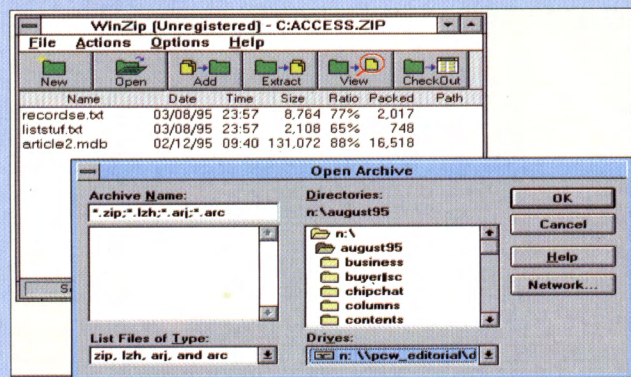 WinZip (Unregistered) - C:ACCESS.ZIP
File Actions Options Help
New Open Add Extract View CheckOut
Name Date Time Size Ratio Packed Path
recordse.txt 03/08/95 23:57 8,764 77% 2,017
liststuf.txt 03/08/95 23:57 2,108 65% 748
article2.mdb 02/12/95 09:40 131,072 88% 16,518
Open Archive
Archive Name:
*.zip;*.lzh;*.arj;*.arc
Directories:
n:\august95
n:\
august95
business
buyerisc
chipchat
columns
contents
OK
Cancel
Help
Network...
List Files of Type:
zip, lzh, arj, and arc
Drives:
n: \\pcw_editorial\d